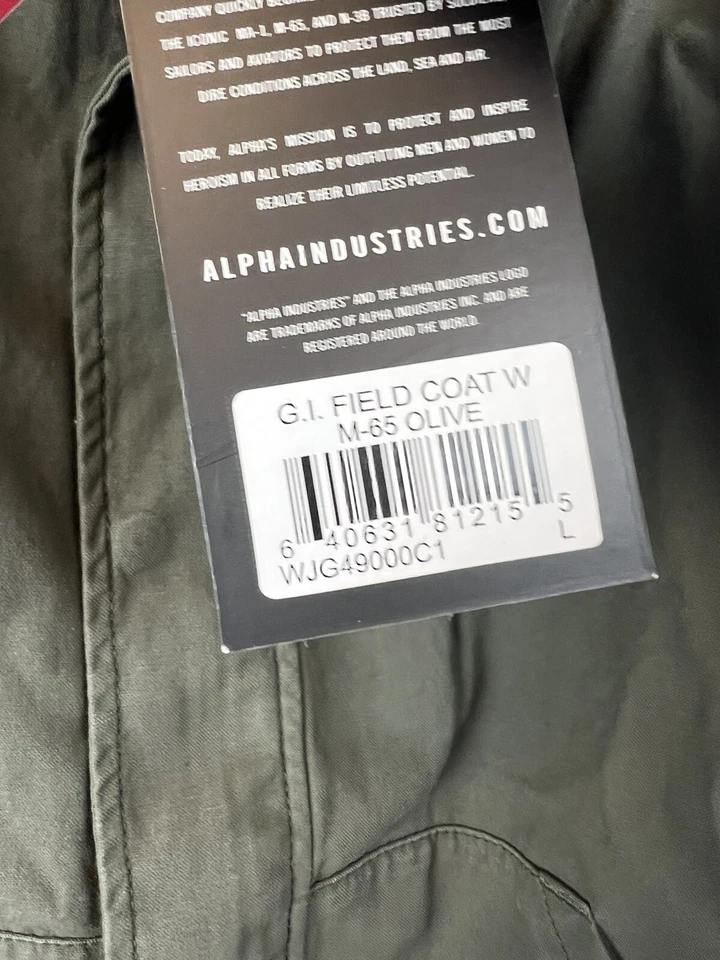 COMPANY QUICKLY
THE ICONIC MA-1, M-65, AND N-3B TRUSTED BY SOLDIERS,
SAILORS AND AVIATORS TO PROTECT THEM FROM THE MOST
DIRE CONDITIONS ACROSS THE LAND, SEA AND AIR.
TODAY, ALPHA'S MISSION IS TO PROTECT AND INSPIRE
HEROISM IN ALL FORMS BY OUTFITTING MEN AND WOMEN TO
REALIZE THEIR LIMITLESS POTENTIAL.
ALPHAINDUSTRIES.COM
"ALPHA INDUSTRIES" AND THE ALPHA INDUSTRIES LOGO
ARE TRADEMARKS OF ALPHA INDUSTRIES INC. AND ARE
REGISTERED AROUND THE WORLD.
G.I. FIELD COAT W
M-65 OLIVE
6 40631 81215 5
WJG49000C1 L